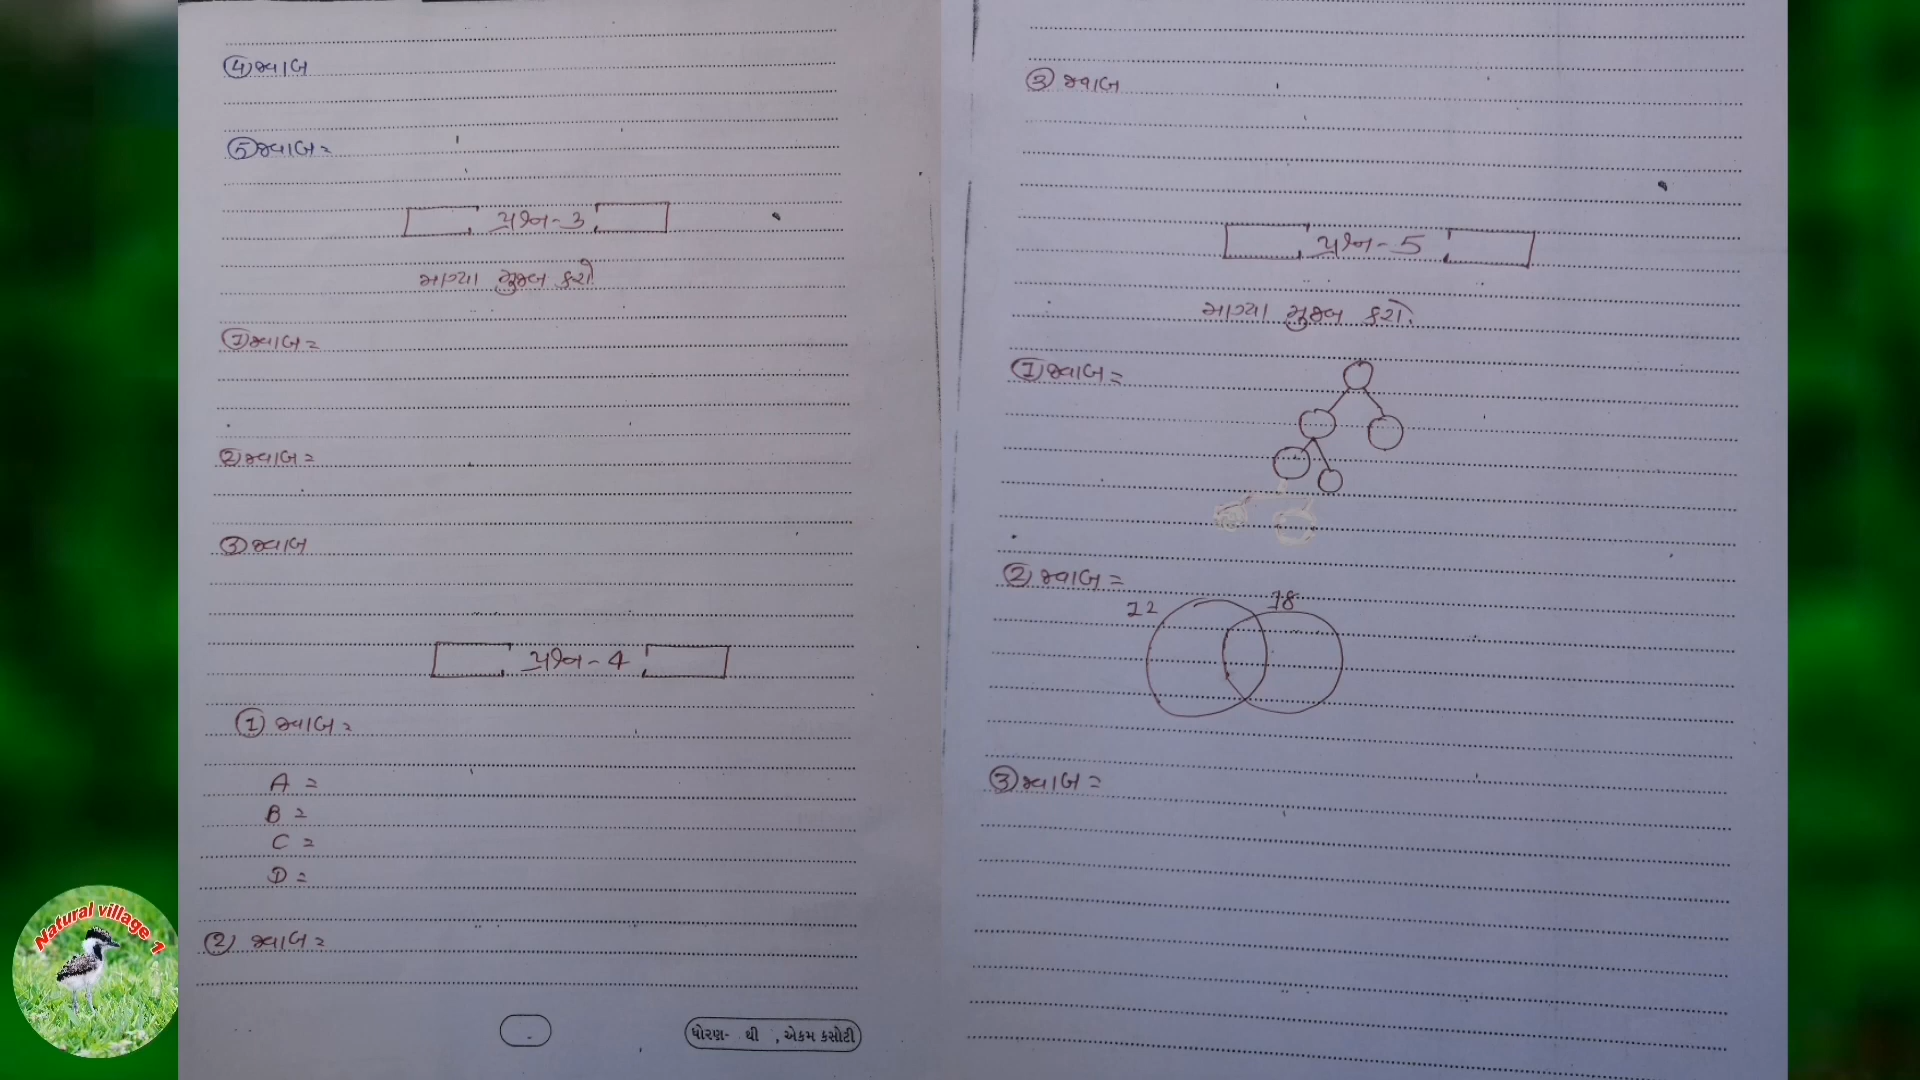 ④ જવાબ
⑤ જવાબ =
પ્રશ્ન - 3
માગ્યા મુજબ કરો.
① જવાબ =
② જવાબ =
③ જવાબ
પ્રશ્ન - 4
① જવાબ =
A =
B =
C =
D =
② જવાબ =
ધોરણ- થી , એકમ કસોટી
③ જવાબ
પ્રશ્ન - 5
માગ્યા મુજબ કરો.
① જવાબ =
② જવાબ =
12 18
③ જવાબ =
Natural village 1